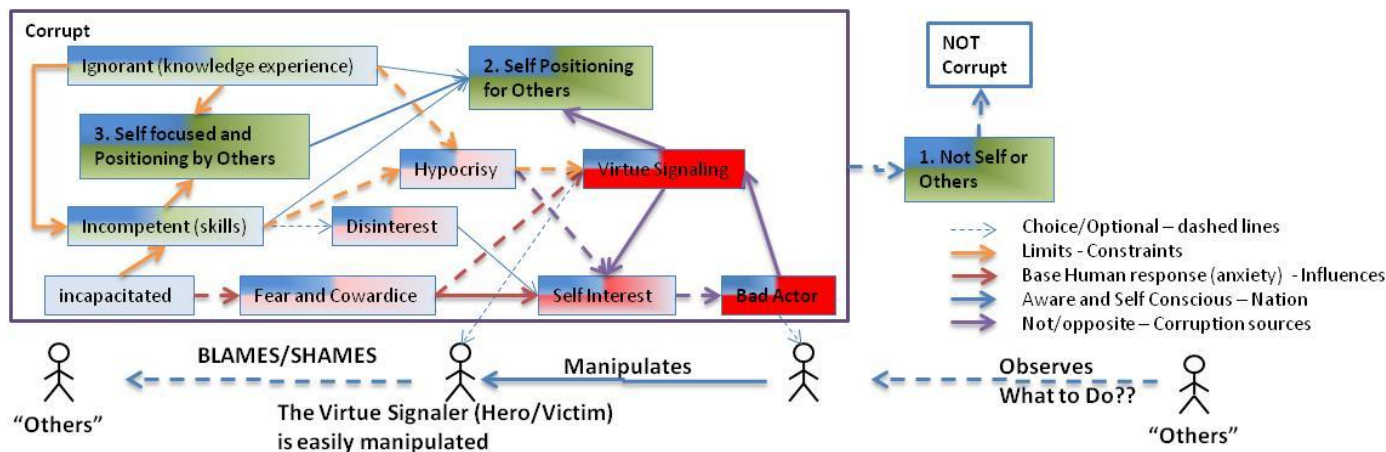 Corrupt
Ignorant (knowledge experience)
2. Self Positioning
for Others
NOT
Corrupt
3. Self focused and
Positioning by Others
1. Not Self or
Others
Hypocrisy
Virtue Signaling
Incompetent (skills)
Disinterest
Choice/Optional – dashed lines
Limits - Constraints
incapacitated
Fear and Cowardice
Self Interest
Bad Actor
Base Human response (anxiety) - Influences
Aware and Self Conscious – Nation
Not/opposite – Corruption sources
BLAMES/SHAMES
Manipulates
Observes
What to Do??
"Others"
The Virtue Signaler (Hero/Victim)
is easily manipulated
"Others"